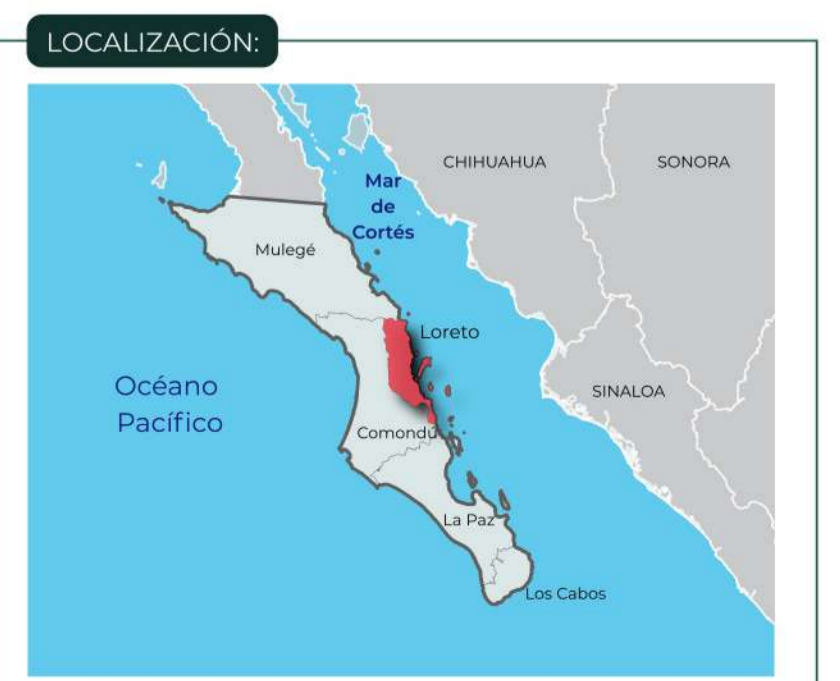 LOCALIZACIÓN:
CHIHUAHUA
SONORA
Mar
de
Cortés
Mulegé
Loreto
Océano
Pacífico
SINALOA
Comondú
La Paz
Los Cabos